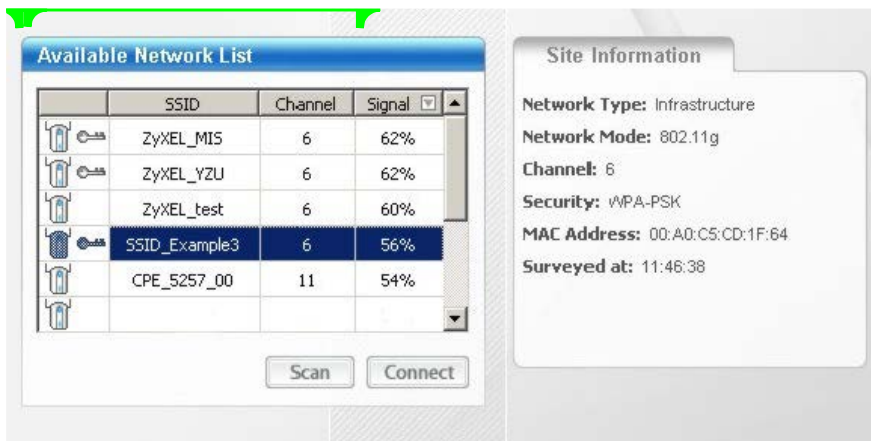 Available Network List
SSID Channel Signal
ZyXEL_MIS 6 62%
ZyXEL_YZU 6 62%
ZyXEL_test 6 60%
SSID_Example3 6 56%
CPE_5257_00 11 54%
Scan Connect
Site Information
Network Type: Infrastructure
Network Mode: 802.11g
Channel: 6
Security: WPA-PSK
MAC Address: 00:A0:C5:CD:1F:64
Surveyed at: 11:46:38